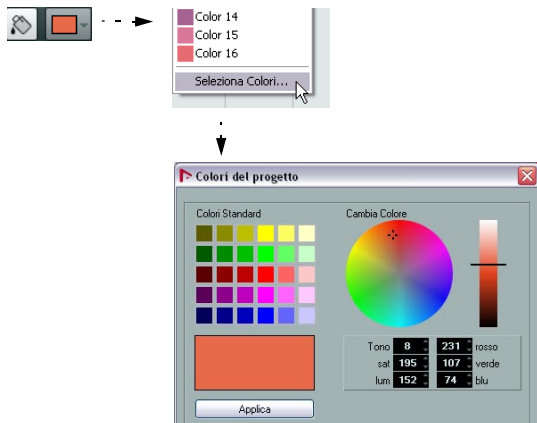 Color 14
Color 15
Color 16
Seleziona Colori...
Colori del progetto
Colori Standard
Cambia Colore
Tono 8 231 rosso
sat 195 107 verde
lum 152 74 blu
Applica